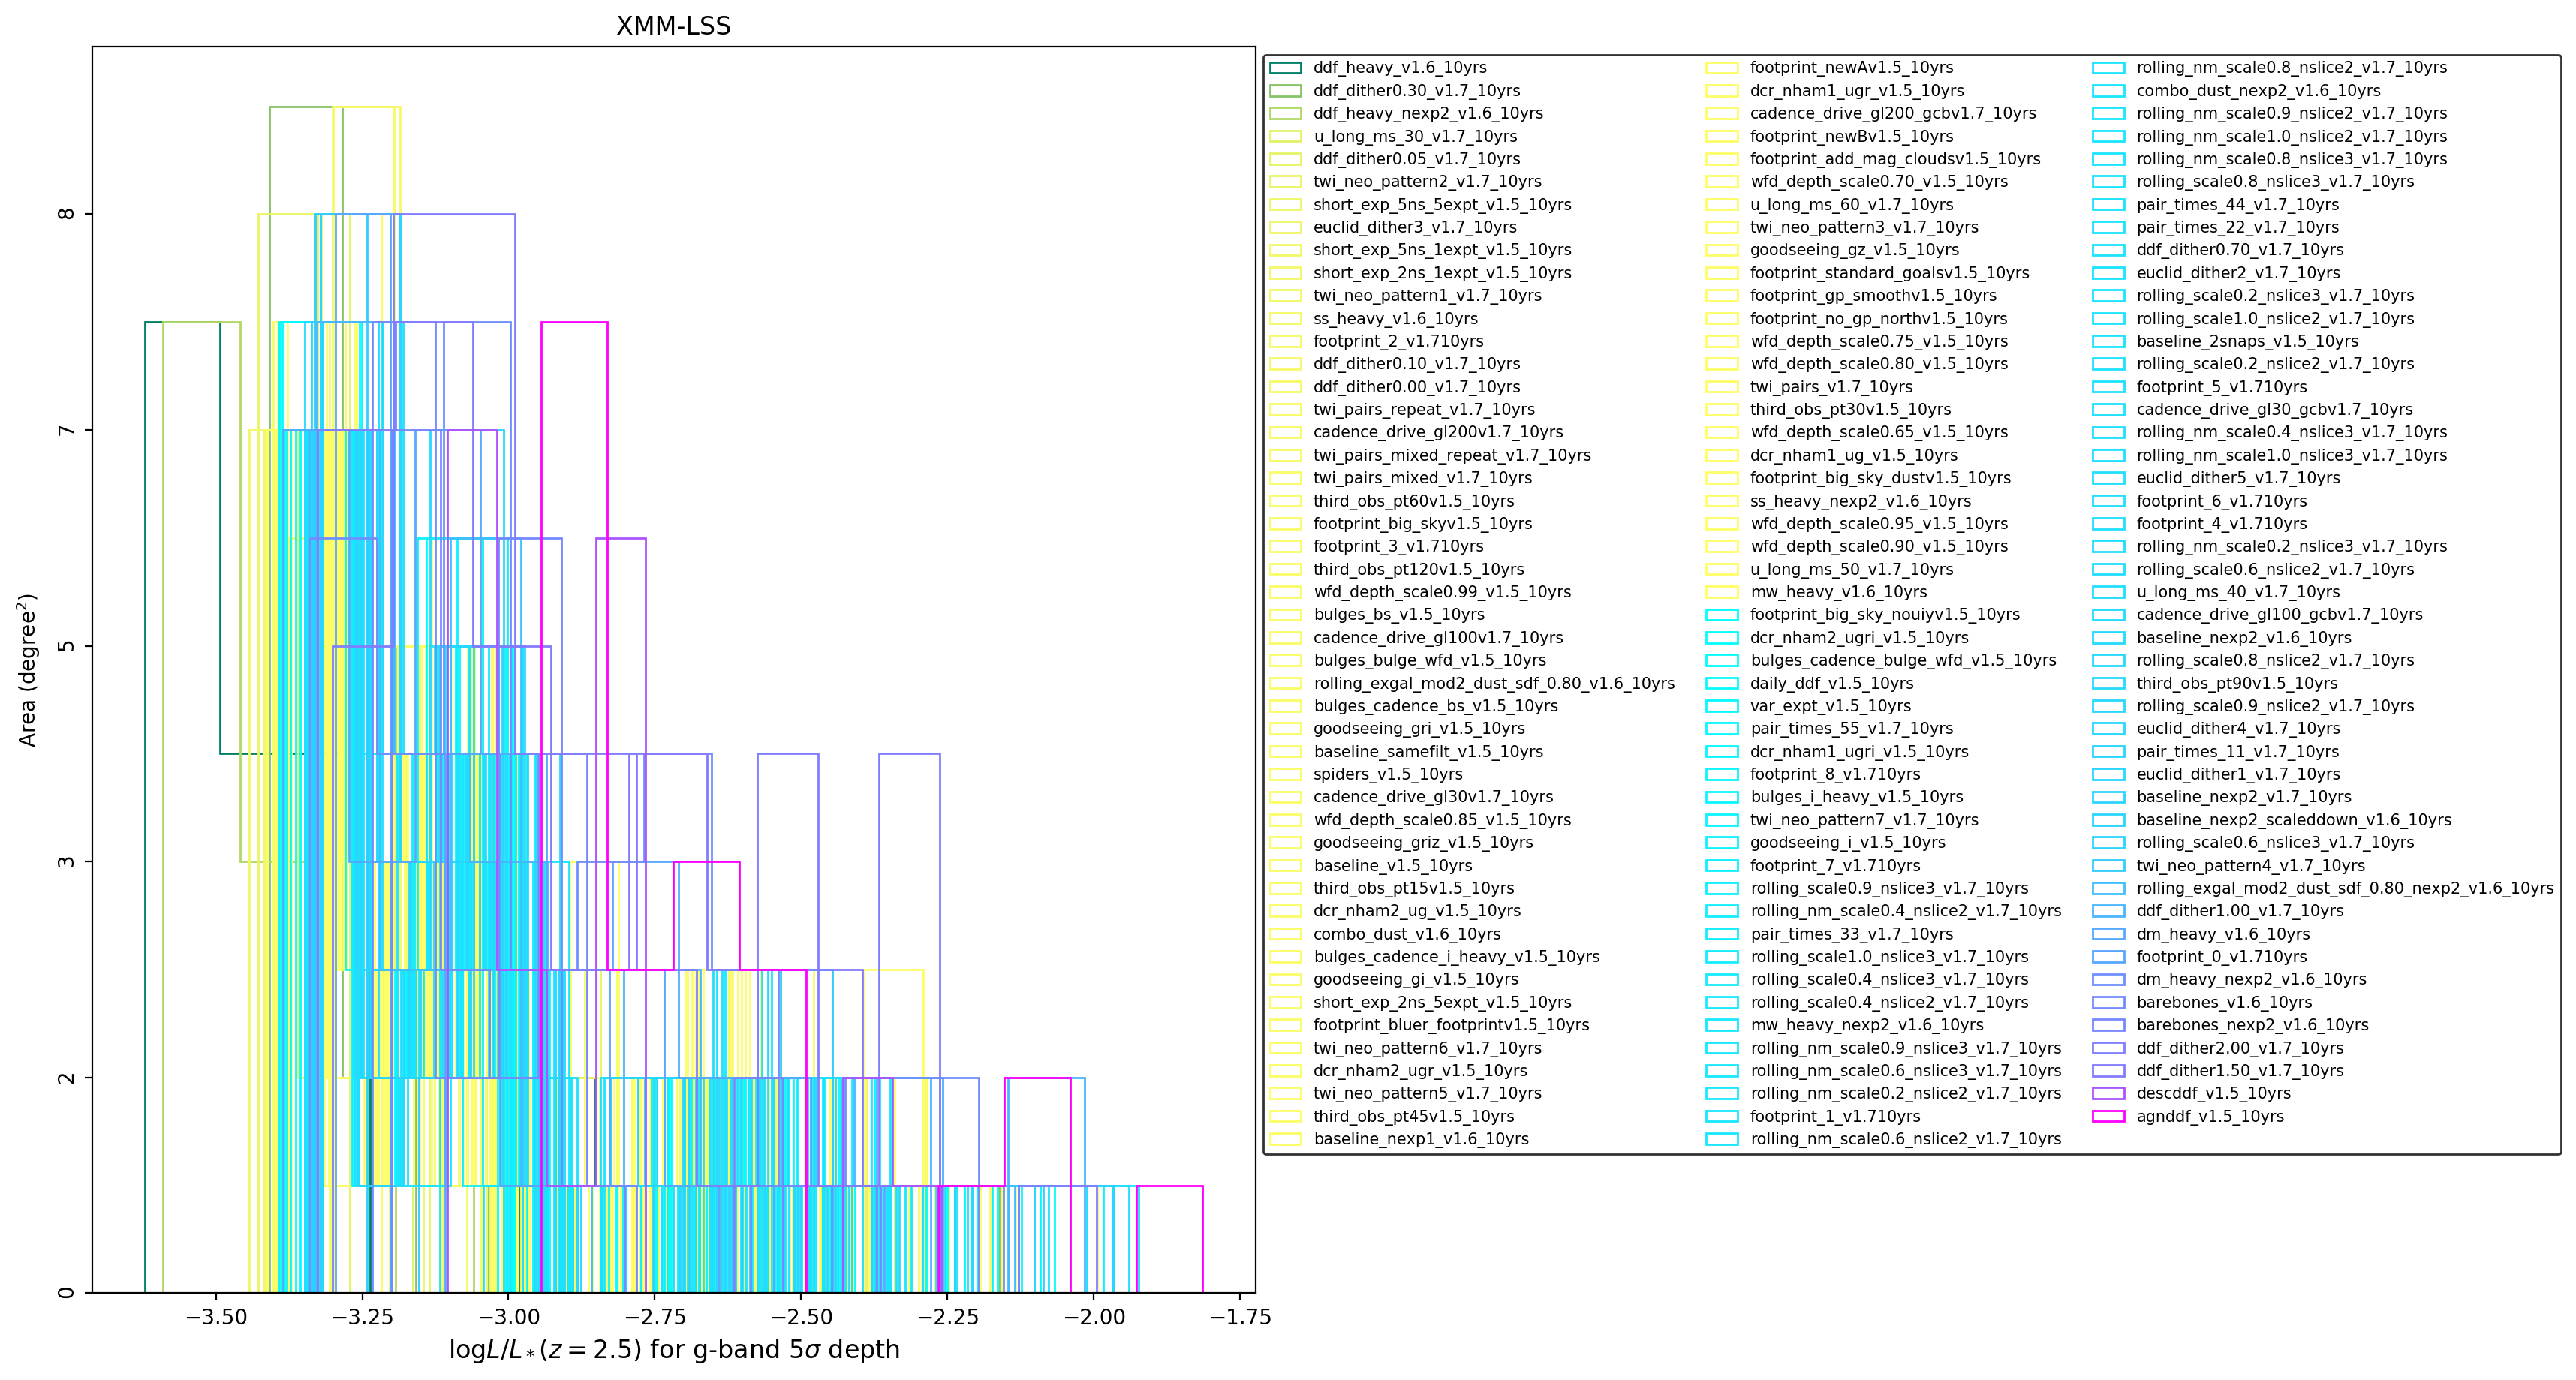 XMM-LSS
Area (degree²)
8
7
5
3
2
0
−3.50
−3.25
−3.00
−2.75
−2.50
−2.25
−2.00
−1.75
logL/L*(z = 2.5) for g-band 5σ depth
ddf_heavy_v1.6_10yrs
ddf_dither0.30_v1.7_10yrs
ddf_heavy_nexp2_v1.6_10yrs
u_long_ms_30_v1.7_10yrs
ddf_dither0.05_v1.7_10yrs
twi_neo_pattern2_v1.7_10yrs
short_exp_5ns_5expt_v1.5_10yrs
euclid_dither3_v1.7_10yrs
short_exp_5ns_1expt_v1.5_10yrs
short_exp_2ns_1expt_v1.5_10yrs
twi_neo_pattern1_v1.7_10yrs
ss_heavy_v1.6_10yrs
footprint_2_v1.710yrs
ddf_dither0.10_v1.7_10yrs
ddf_dither0.00_v1.7_10yrs
twi_pairs_repeat_v1.7_10yrs
cadence_drive_gl200v1.7_10yrs
twi_pairs_mixed_repeat_v1.7_10yrs
twi_pairs_mixed_v1.7_10yrs
third_obs_pt60v1.5_10yrs
footprint_big_skyv1.5_10yrs
footprint_3_v1.710yrs
third_obs_pt120v1.5_10yrs
wfd_depth_scale0.99_v1.5_10yrs
bulges_bs_v1.5_10yrs
cadence_drive_gl100v1.7_10yrs
bulges_bulge_wfd_v1.5_10yrs
rolling_exgal_mod2_dust_sdf_0.80_v1.6_10yrs
bulges_cadence_bs_v1.5_10yrs
goodseeing_gri_v1.5_10yrs
baseline_samefilt_v1.5_10yrs
spiders_v1.5_10yrs
cadence_drive_gl30v1.7_10yrs
wfd_depth_scale0.85_v1.5_10yrs
goodseeing_griz_v1.5_10yrs
baseline_v1.5_10yrs
third_obs_pt15v1.5_10yrs
dcr_nham2_ug_v1.5_10yrs
combo_dust_v1.6_10yrs
bulges_cadence_i_heavy_v1.5_10yrs
goodseeing_gi_v1.5_10yrs
short_exp_2ns_5expt_v1.5_10yrs
footprint_bluer_footprintv1.5_10yrs
twi_neo_pattern6_v1.7_10yrs
dcr_nham2_ugr_v1.5_10yrs
twi_neo_pattern5_v1.7_10yrs
third_obs_pt45v1.5_10yrs
baseline_nexp1_v1.6_10yrs
footprint_newAv1.5_10yrs
dcr_nham1_ugr_v1.5_10yrs
cadence_drive_gl200_gcbv1.7_10yrs
footprint_newBv1.5_10yrs
footprint_add_mag_cloudsv1.5_10yrs
wfd_depth_scale0.70_v1.5_10yrs
u_long_ms_60_v1.7_10yrs
twi_neo_pattern3_v1.7_10yrs
goodseeing_gz_v1.5_10yrs
footprint_standard_goalsv1.5_10yrs
footprint_gp_smoothv1.5_10yrs
footprint_no_gp_northv1.5_10yrs
wfd_depth_scale0.75_v1.5_10yrs
wfd_depth_scale0.80_v1.5_10yrs
twi_pairs_v1.7_10yrs
third_obs_pt30v1.5_10yrs
wfd_depth_scale0.65_v1.5_10yrs
dcr_nham1_ug_v1.5_10yrs
footprint_big_sky_dustv1.5_10yrs
ss_heavy_nexp2_v1.6_10yrs
wfd_depth_scale0.95_v1.5_10yrs
wfd_depth_scale0.90_v1.5_10yrs
u_long_ms_50_v1.7_10yrs
mw_heavy_v1.6_10yrs
footprint_big_sky_nouiyv1.5_10yrs
dcr_nham2_ugri_v1.5_10yrs
bulges_cadence_bulge_wfd_v1.5_10yrs
daily_ddf_v1.5_10yrs
var_expt_v1.5_10yrs
pair_times_55_v1.7_10yrs
dcr_nham1_ugri_v1.5_10yrs
footprint_8_v1.710yrs
bulges_i_heavy_v1.5_10yrs
twi_neo_pattern7_v1.7_10yrs
goodseeing_i_v1.5_10yrs
footprint_7_v1.710yrs
rolling_scale0.9_nslice3_v1.7_10yrs
rolling_nm_scale0.4_nslice2_v1.7_10yrs
pair_times_33_v1.7_10yrs
rolling_scale1.0_nslice3_v1.7_10yrs
rolling_scale0.4_nslice3_v1.7_10yrs
rolling_scale0.4_nslice2_v1.7_10yrs
mw_heavy_nexp2_v1.6_10yrs
rolling_nm_scale0.9_nslice3_v1.7_10yrs
rolling_nm_scale0.6_nslice3_v1.7_10yrs
rolling_nm_scale0.2_nslice2_v1.7_10yrs
footprint_1_v1.710yrs
rolling_nm_scale0.6_nslice2_v1.7_10yrs
rolling_nm_scale0.8_nslice2_v1.7_10yrs
combo_dust_nexp2_v1.6_10yrs
rolling_nm_scale0.9_nslice2_v1.7_10yrs
rolling_nm_scale1.0_nslice2_v1.7_10yrs
rolling_nm_scale0.8_nslice3_v1.7_10yrs
rolling_scale0.8_nslice3_v1.7_10yrs
pair_times_44_v1.7_10yrs
pair_times_22_v1.7_10yrs
ddf_dither0.70_v1.7_10yrs
euclid_dither2_v1.7_10yrs
rolling_scale0.2_nslice3_v1.7_10yrs
rolling_scale1.0_nslice2_v1.7_10yrs
baseline_2snaps_v1.5_10yrs
rolling_scale0.2_nslice2_v1.7_10yrs
footprint_5_v1.710yrs
cadence_drive_gl30_gcbv1.7_10yrs
rolling_nm_scale0.4_nslice3_v1.7_10yrs
rolling_nm_scale1.0_nslice3_v1.7_10yrs
euclid_dither5_v1.7_10yrs
footprint_6_v1.710yrs
footprint_4_v1.710yrs
rolling_nm_scale0.2_nslice3_v1.7_10yrs
rolling_scale0.6_nslice2_v1.7_10yrs
u_long_ms_40_v1.7_10yrs
cadence_drive_gl100_gcbv1.7_10yrs
baseline_nexp2_v1.6_10yrs
rolling_scale0.8_nslice2_v1.7_10yrs
third_obs_pt90v1.5_10yrs
rolling_scale0.9_nslice2_v1.7_10yrs
euclid_dither4_v1.7_10yrs
pair_times_11_v1.7_10yrs
euclid_dither1_v1.7_10yrs
baseline_nexp2_v1.7_10yrs
baseline_nexp2_scaleddown_v1.6_10yrs
rolling_scale0.6_nslice3_v1.7_10yrs
twi_neo_pattern4_v1.7_10yrs
rolling_exgal_mod2_dust_sdf_0.80_nexp2_v1.6_10yrs
ddf_dither1.00_v1.7_10yrs
dm_heavy_v1.6_10yrs
footprint_0_v1.710yrs
dm_heavy_nexp2_v1.6_10yrs
barebones_v1.6_10yrs
barebones_nexp2_v1.6_10yrs
ddf_dither2.00_v1.7_10yrs
ddf_dither1.50_v1.7_10yrs
descddf_v1.5_10yrs
agnddf_v1.5_10yrs